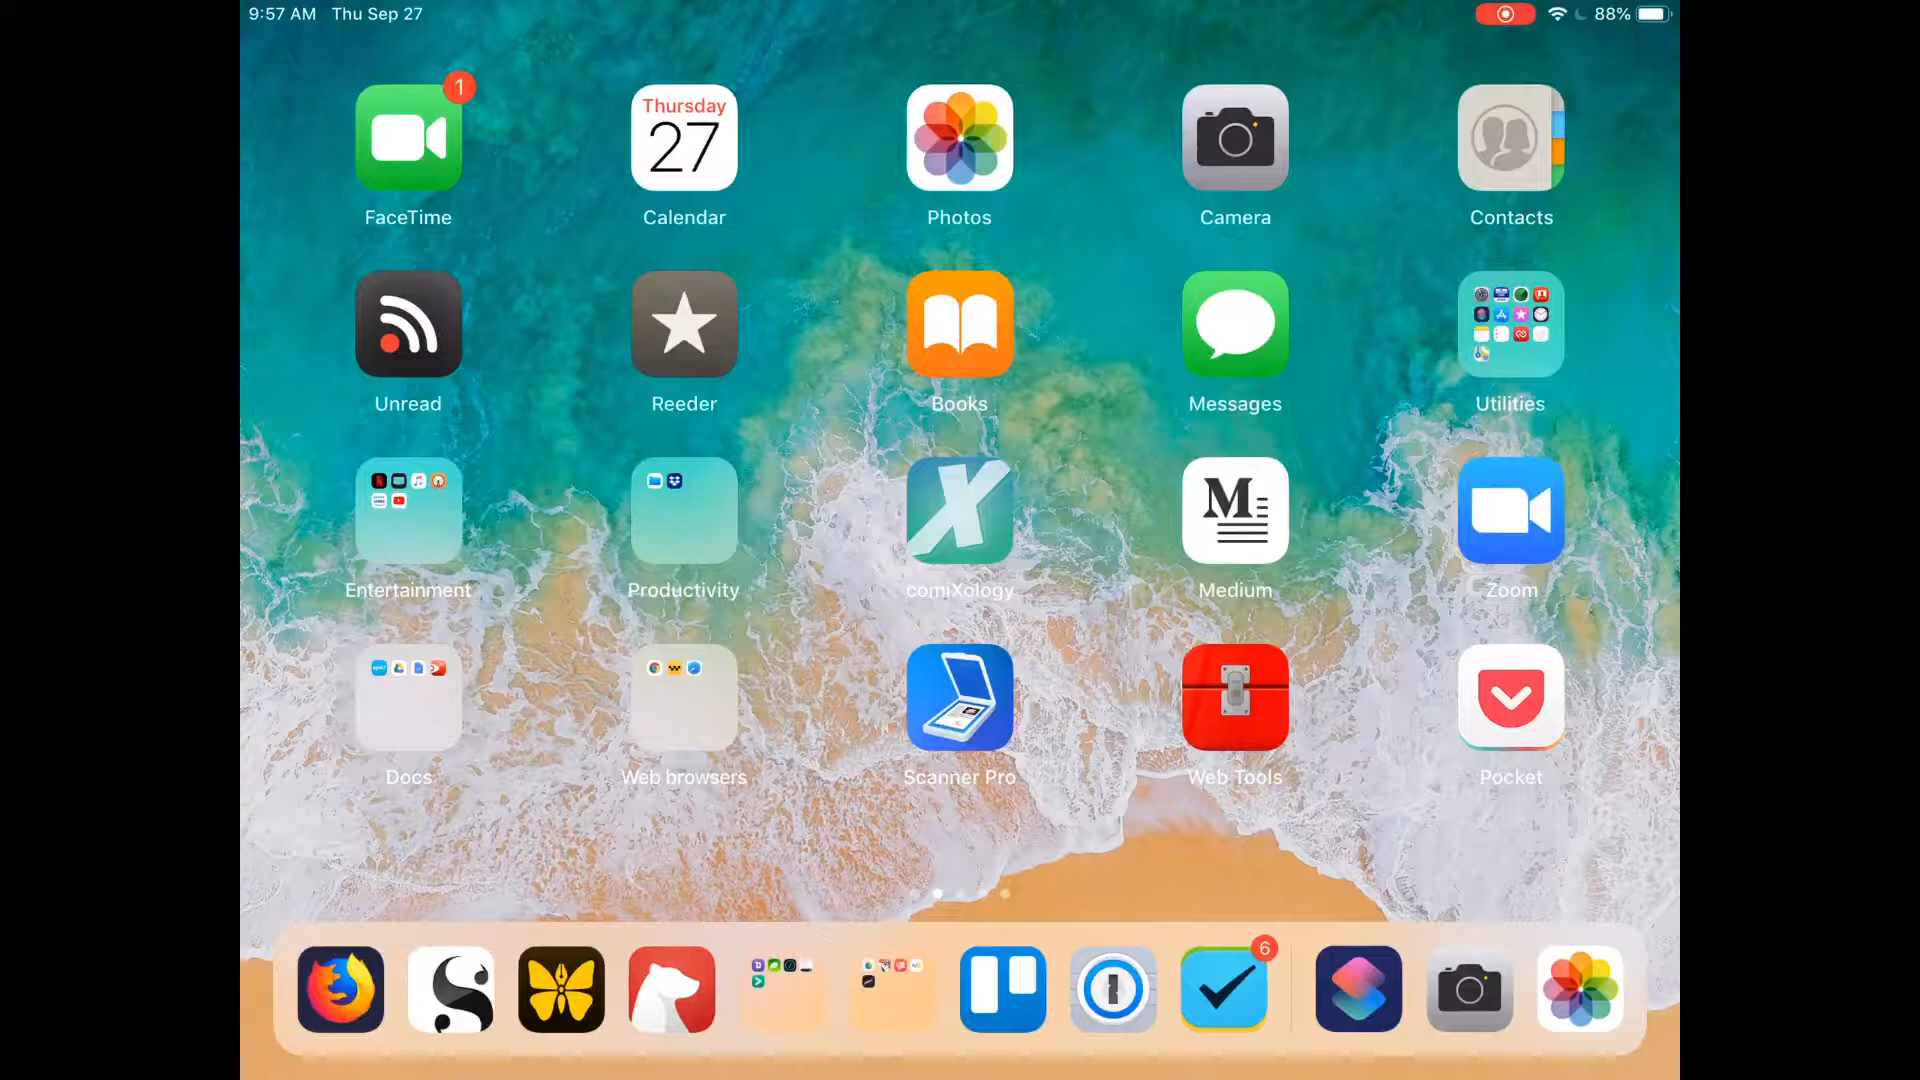 9:57 AM Thu Sep 27
88%
1
Thursday
27
FaceTime
Calendar
Photos
Camera
Contacts
Unread
Reeder
Books
Messages
Utilities
M
Entertainment
Productivity
comiXology
Medium
Zoom
Docs
Web browsers
Scanner Pro
Web Tools
Pocket
6